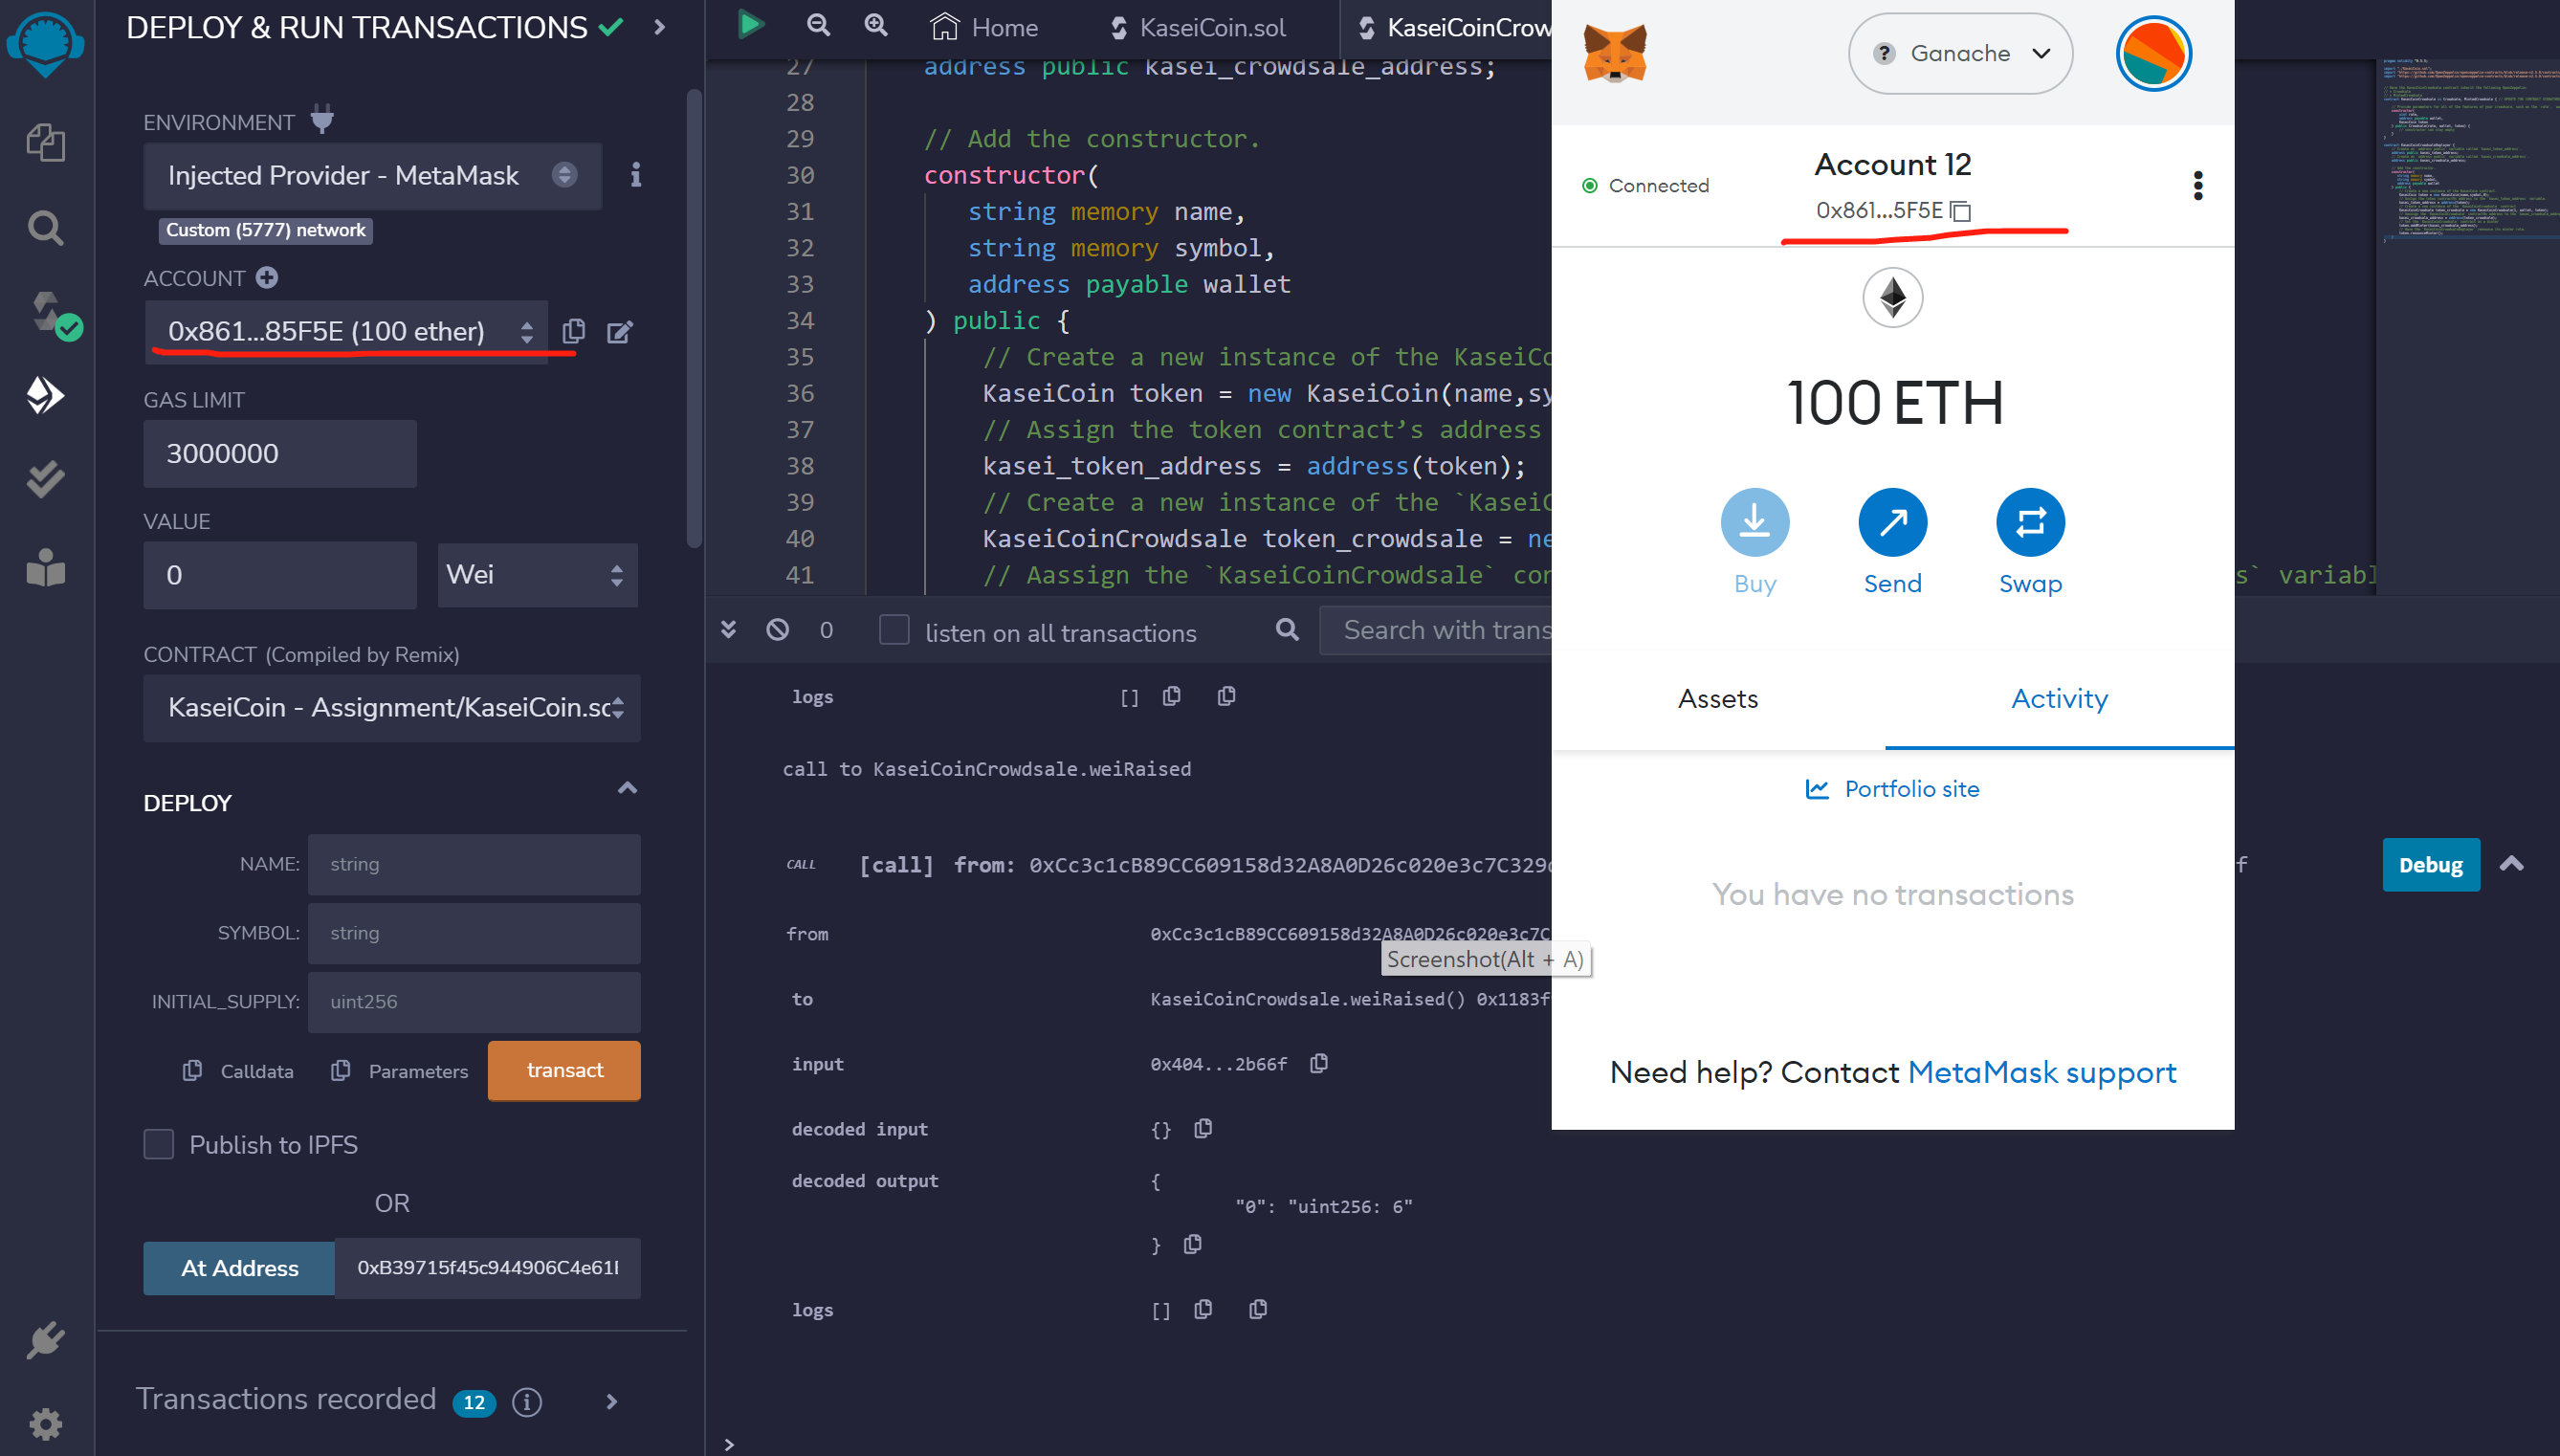 DEPLOY & RUN TRANSACTIONS
ENVIRONMENT
Injected Provider - MetaMask
Custom (5777) network
ACCOUNT
0x861...85F5E (100 ether)
GAS LIMIT
3000000
VALUE
0
Wei
CONTRACT (Compiled by Remix)
KaseiCoin - Assignment/KaseiCoin.sc
DEPLOY
NAME: string
SYMBOL: string
INITIAL_SUPPLY: uint256
Calldata
Parameters
transact
Publish to IPFS
OR
At Address
0xB39715f45c944906C4e61
Transactions recorded 12
Home
KaseiCoin.sol
KaseiCoinCrow
27 address public kasei_crowdsale_address;
28
29 // Add the constructor.
30 constructor(
31 string memory name,
32 string memory symbol,
33 address payable wallet
34 ) public {
35 // Create a new instance of the KaseiCo
36 KaseiCoin token = new KaseiCoin(name,sy
37 // Assign the token contract’s address
38 kasei_token_address = address(token);
39 // Create a new instance of the `KaseiC
40 KaseiCoinCrowdsale token_crowdsale = ne
41 // Aassign the `KaseiCoinCrowdsale` con
s` variabl
0
listen on all transactions
Search with trans
logs []
call to KaseiCoinCrowdsale.weiRaised
CALL [call] from: 0xCc3c1cB89CC609158d32A8A0D26c020e3c7C329
f
Debug
from 0xCc3c1cB89CC609158d32A8A0D26c020e3c7C
Screenshot(Alt + A)
to KaseiCoinCrowdsale.weiRaised() 0x1183f
input 0x404...2b66f
decoded input {}
decoded output {
"0": "uint256: 6"
}
logs []
>
Ganache
Connected
Account 12
0x861...5F5E
100 ETH
Buy
Send
Swap
Assets
Activity
Portfolio site
You have no transactions
Need help? Contact MetaMask support